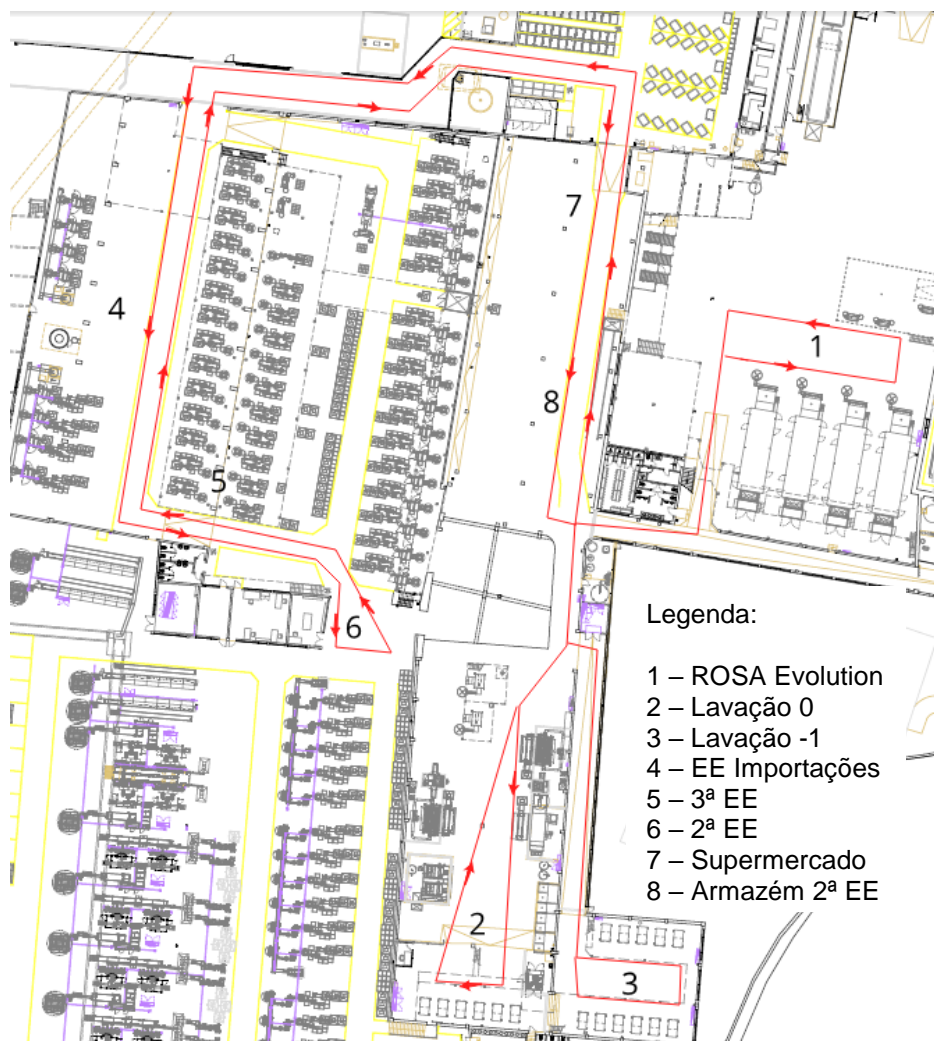 7
4
1
8
5
6
2
3
Legenda:
1 – ROSA Evolution
2 – Lavação 0
3 – Lavação -1
4 – EE Importações
5 – 3ª EE
6 – 2ª EE
7 – Supermercado
8 – Armazém 2ª EE